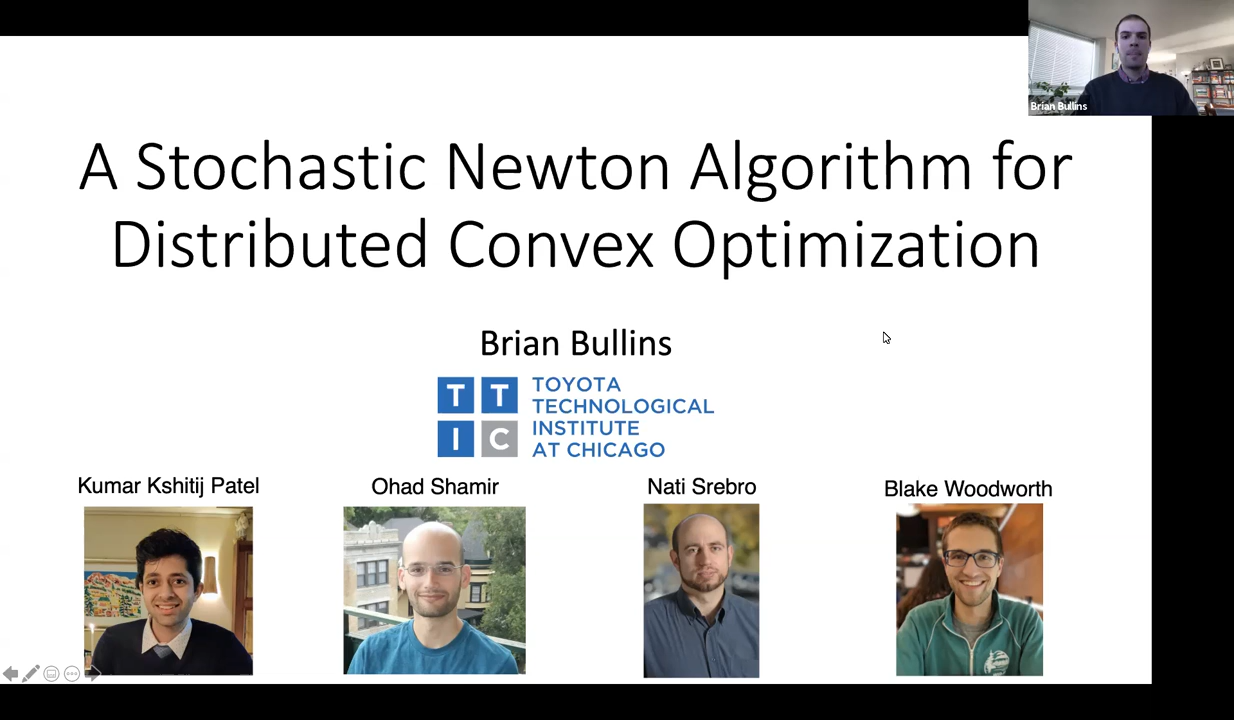 Brian Bullins
A Stochastic Newton Algorithm for
Distributed Convex Optimization
Brian Bullins
T T
I C
TOYOTA
TECHNOLOGICAL
INSTITUTE
AT CHICAGO
Kumar Kshitij Patel
Ohad Shamir
Nati Srebro
Blake Woodworth